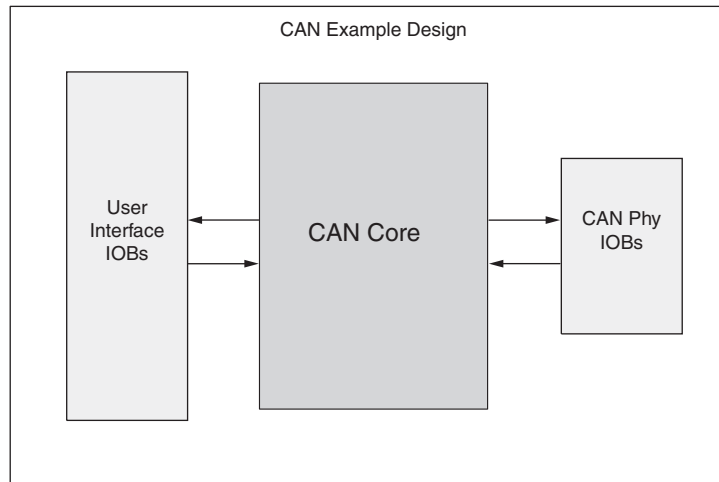 CAN Example Design
User
Interface
IOBs
CAN Core
CAN Phy
IOBs